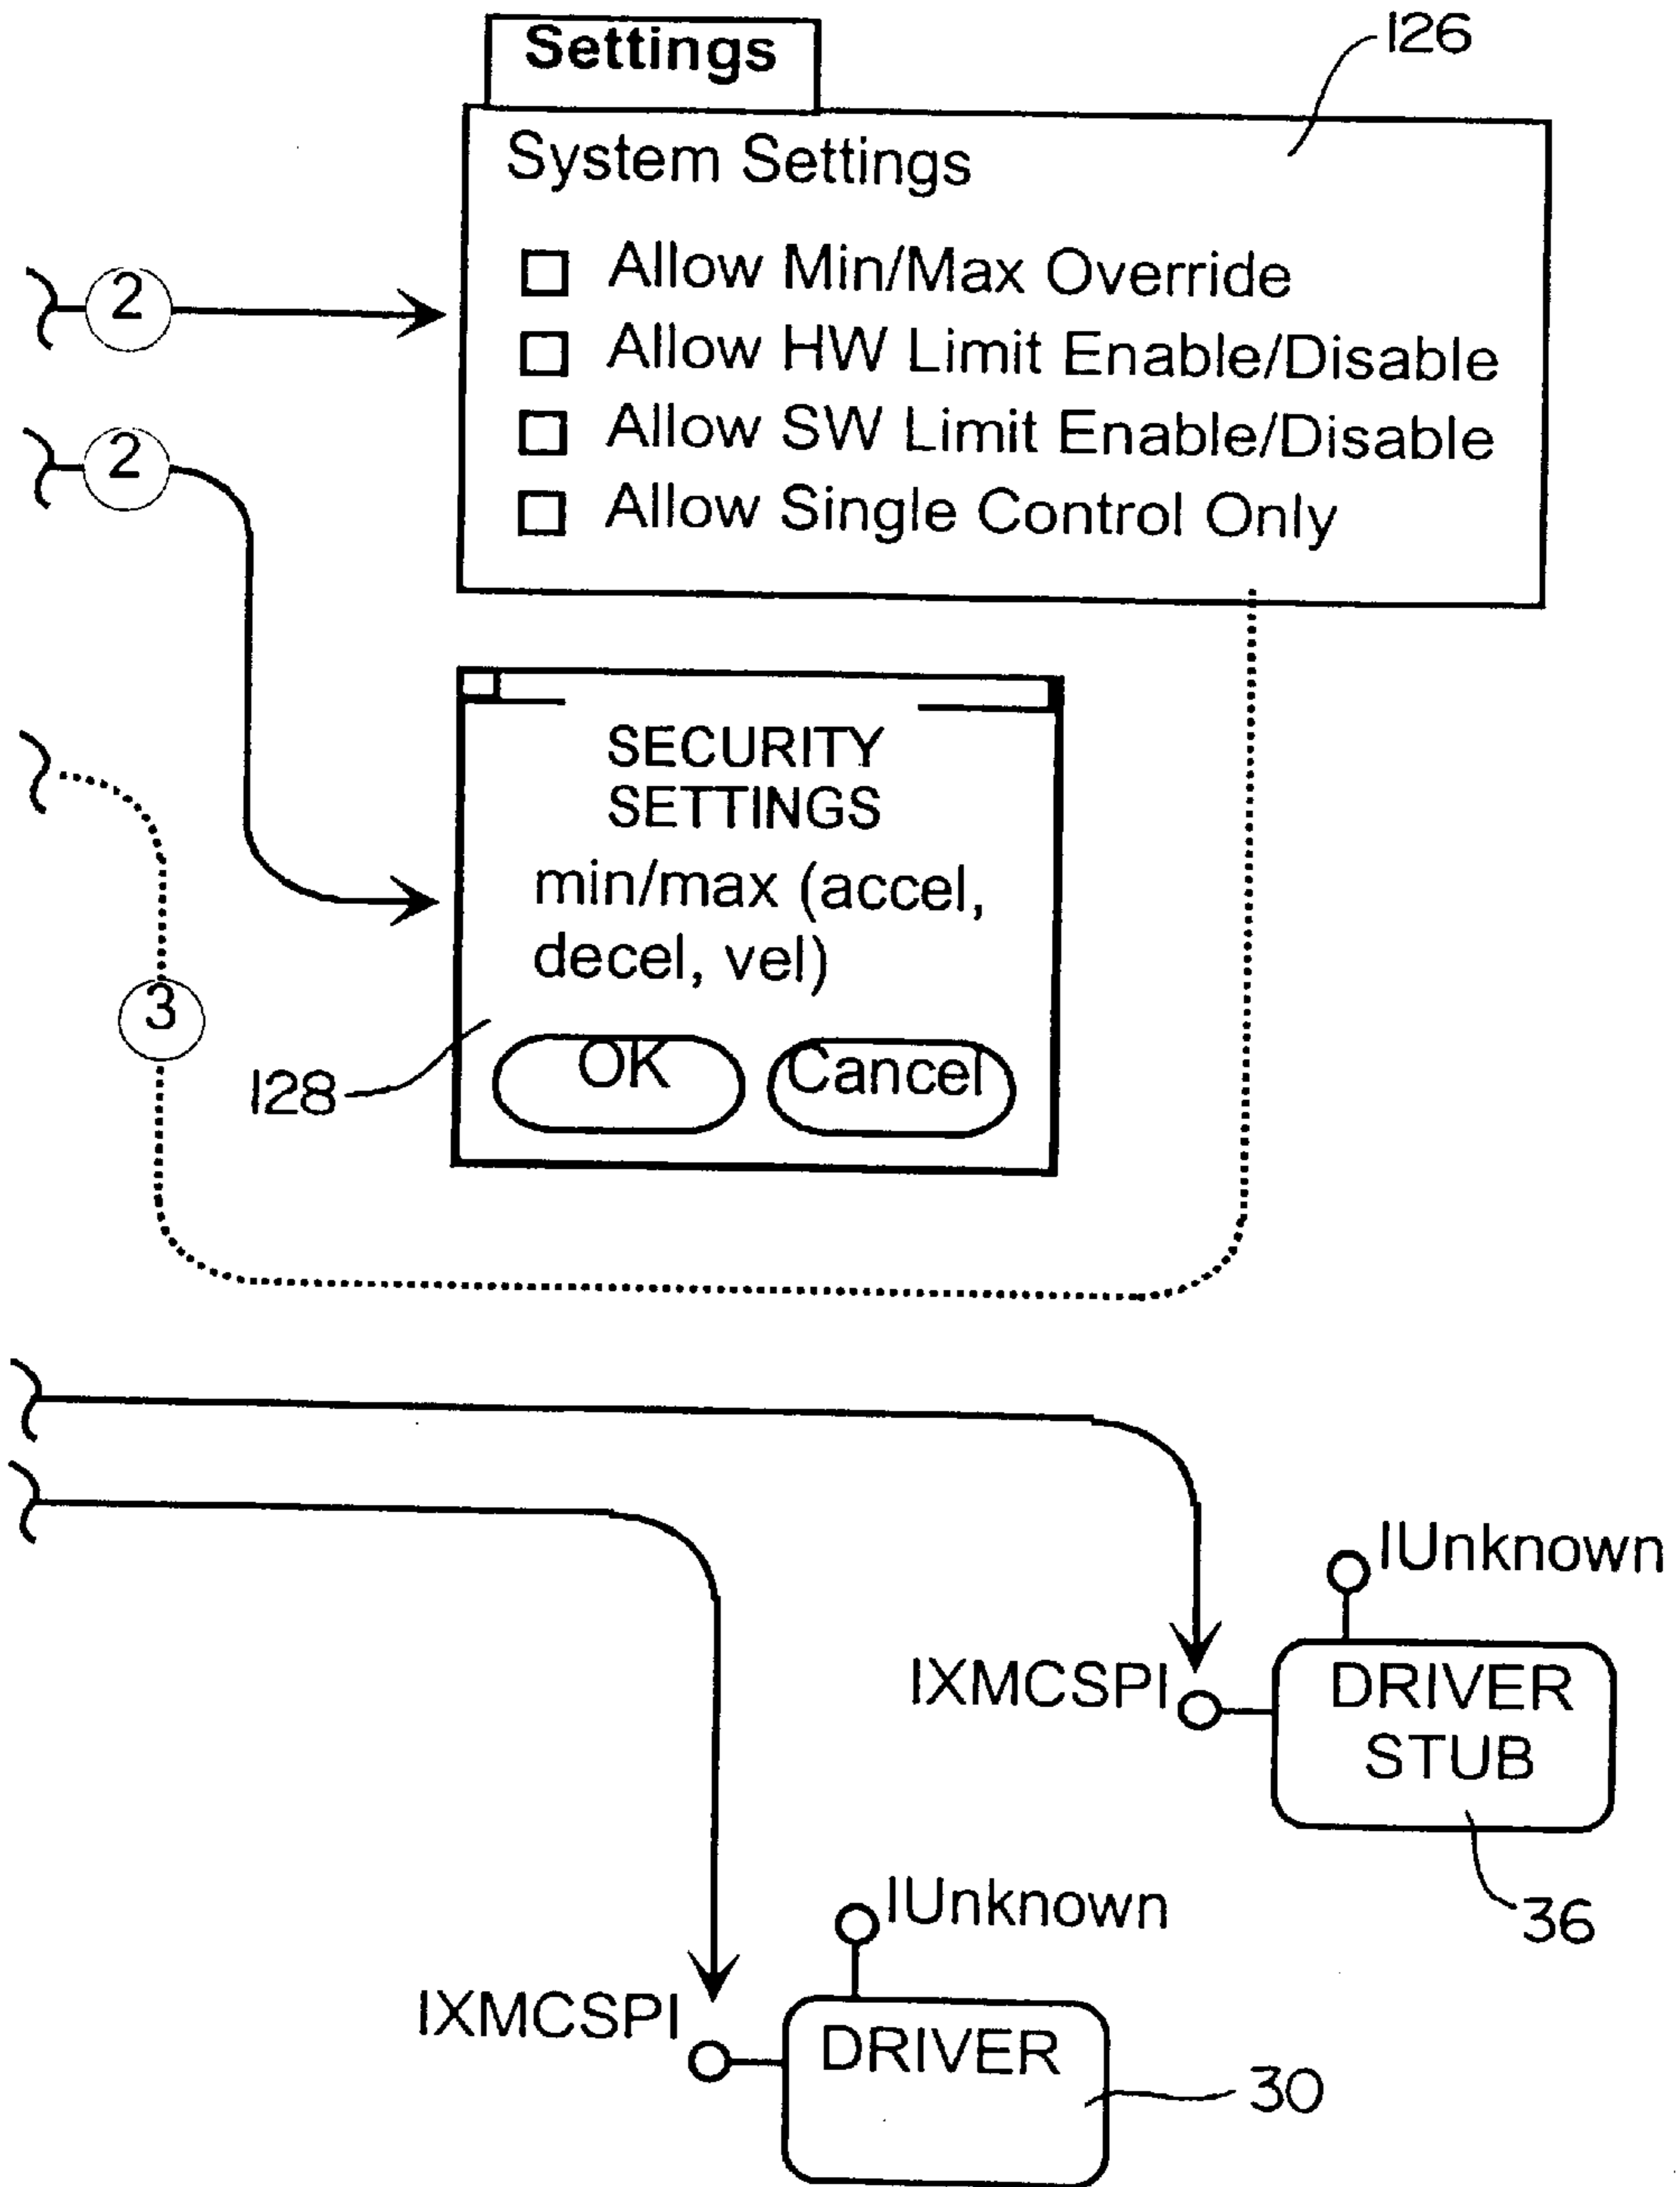 Settings
126
System Settings
2
Allow Min/Max Override
Allow HW Limit Enable/Disable
2
Allow SW Limit Enable/Disable
Allow Single Control Only
SECURITY
SETTINGS
min/max (accel,
decel, vel)
3
128
OK
Cancel
IUnknown
IXMCSPI
DRIVER
STUB
36
IUnknown
IXMCSPI
DRIVER
30